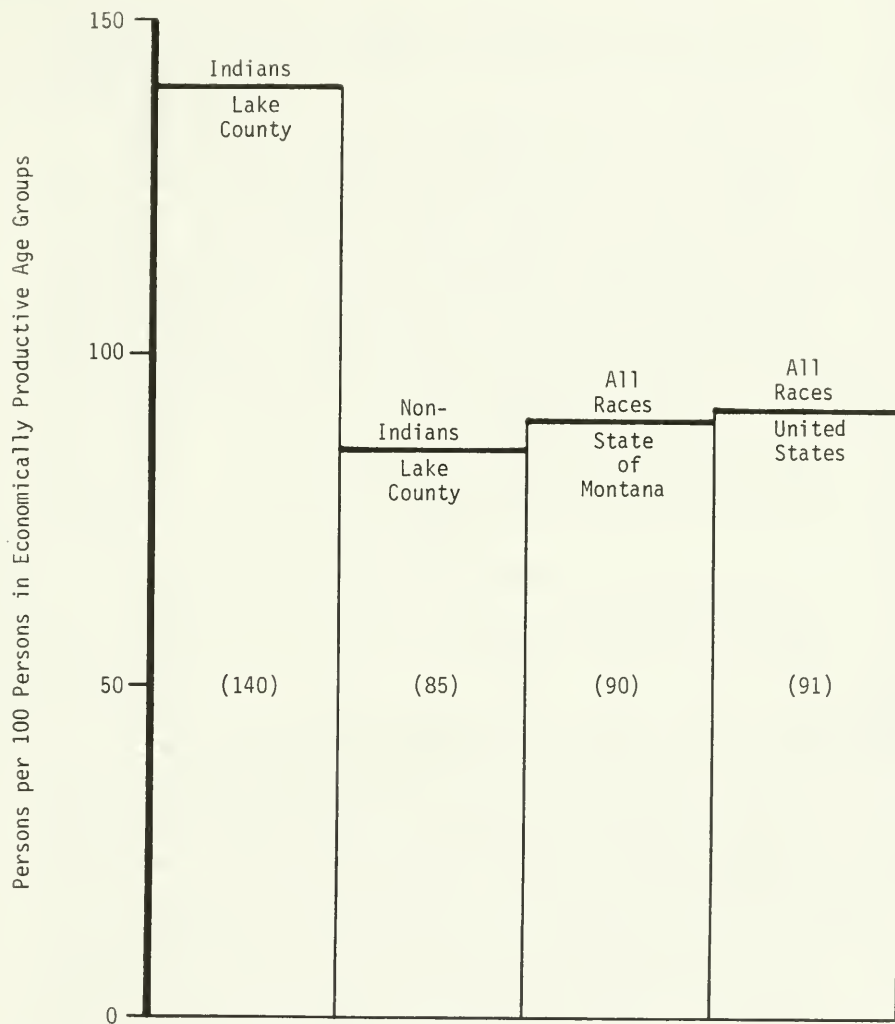 Persons per 100 Persons in Economically Productive Age Groups
150
100
50
0
Indians
Lake
County
(140)
Non-
Indians
Lake
County
(85)
All
Races
State
of
Montana
(90)
All
Races
United
States
(91)